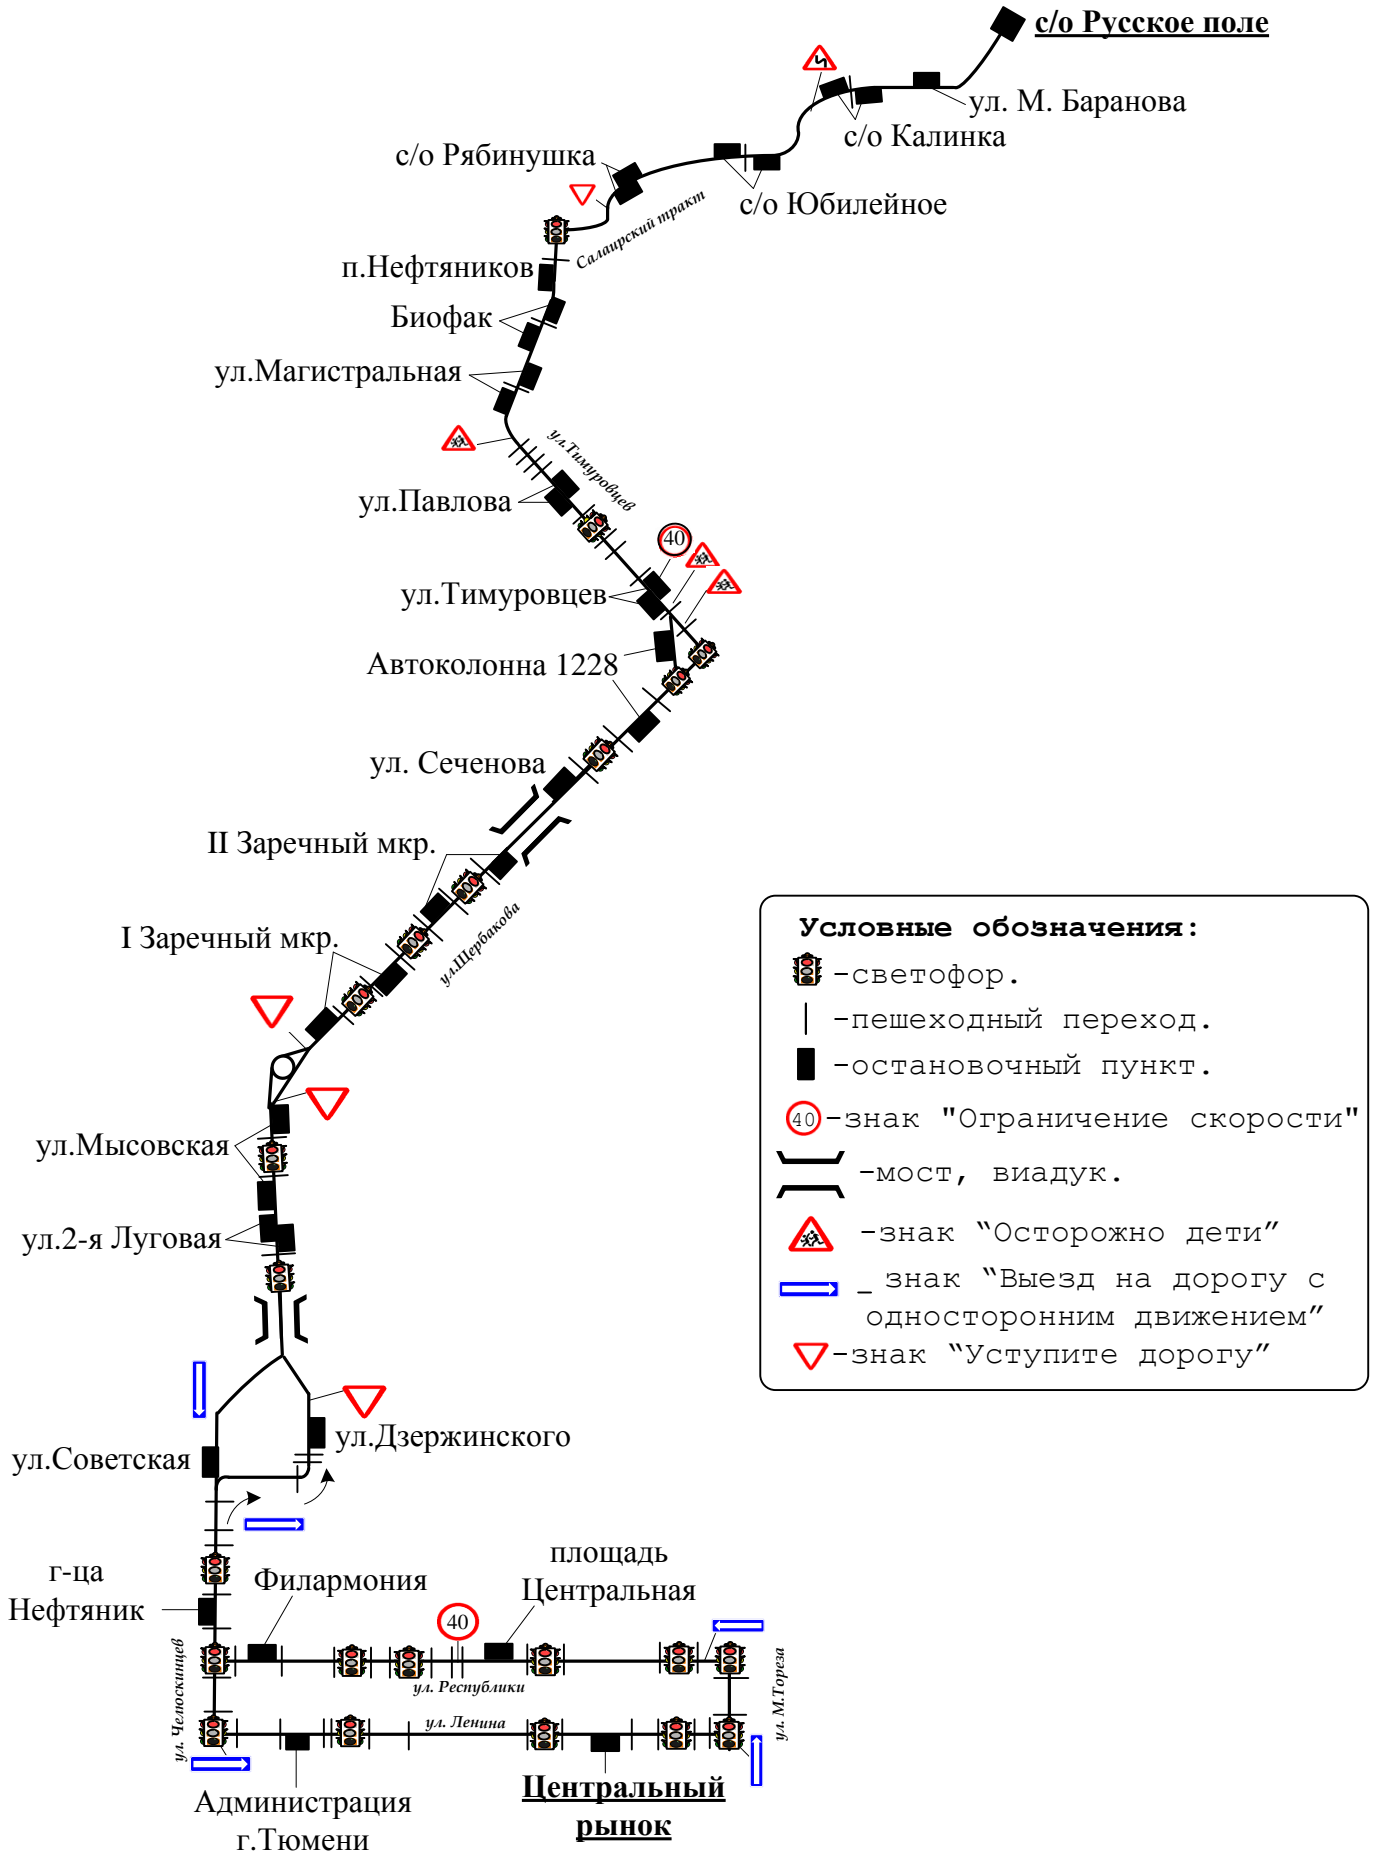 с/о Русское поле
ул. М. Баранова
с/о Калинка
с/о Рябинушка
с/о Юбилейное
Салаирский тракт
п.Нефтяников
Биофак
ул.Магистральная
ул.Тимуровцев
ул.Павлова
40
ул.Тимуровцев
Автоколонна 1228
ул. Сеченова
II Заречный мкр.
ул.Щербакова
I Заречный мкр.
ул.Мысовская
ул.2-я Луговая
ул.Дзержинского
ул.Советская
г-ца
Нефтяник
Филармония
площадь
Центральная
40
ул. Республики
ул. Челюскинцев
ул. М.Тореза
ул. Ленина
Администрация
г.Тюмени
Центральный
рынок
Условные обозначения:
-светофор.
-пешеходный переход.
-остановочный пункт.
40 -знак "Ограничение скорости"
-мост, виадук.
-знак “Осторожно дети”
_ знак “Выезд на дорогу с
односторонним движением”
-знак “Уступите дорогу”